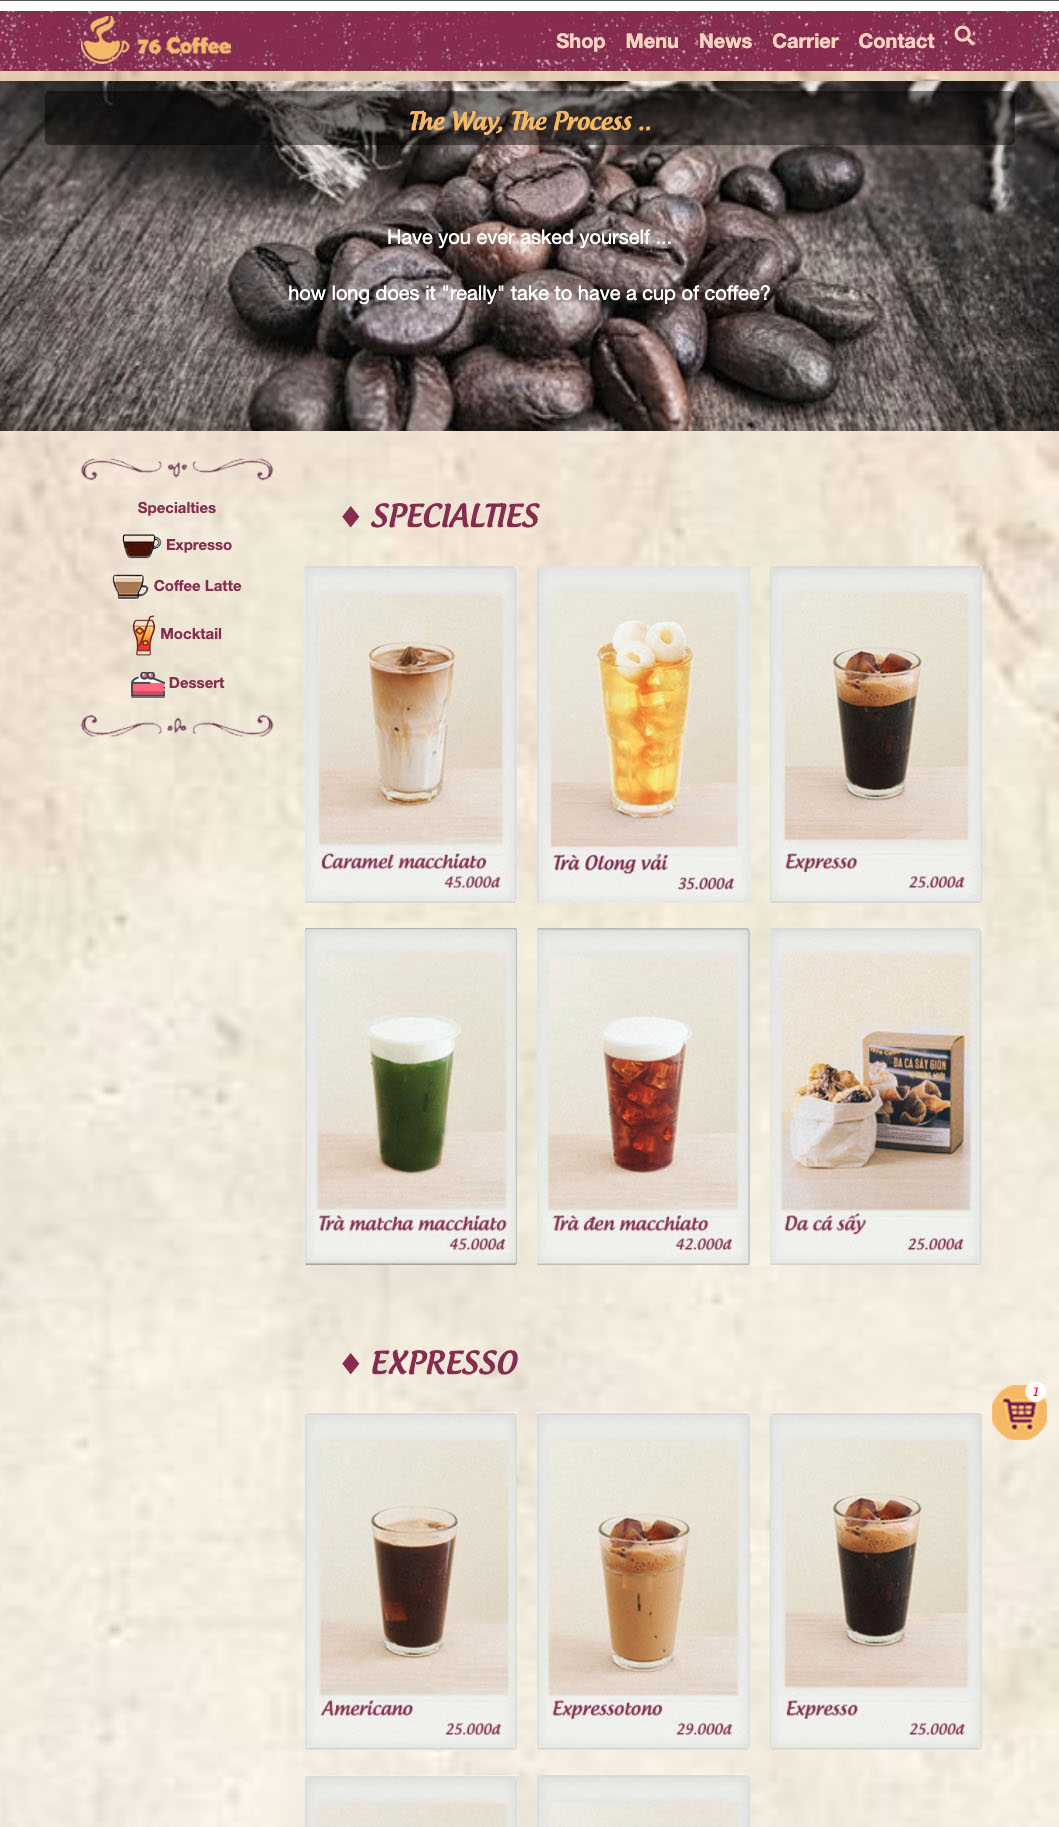 76 Coffee
Shop Menu News Carrier Contact
The Way, The Process ..
Have you ever asked yourself ...
how long does it "really" take to have a cup of coffee?
Specialties
Expresso
Coffee Latte
Mocktail
Dessert
♦ SPECIALTIES
Caramel macchiato
45.000đ
Trà Olong vải
35.000đ
Expresso
25.000đ
Trà matcha macchiato
45.000đ
Trà đen macchiato
42.000đ
DA CÁ SẤY GIÒN
Da cá sấy
25.000đ
♦ EXPRESSO
1
Americano
25.000đ
Expressotono
29.000đ
Expresso
25.000đ